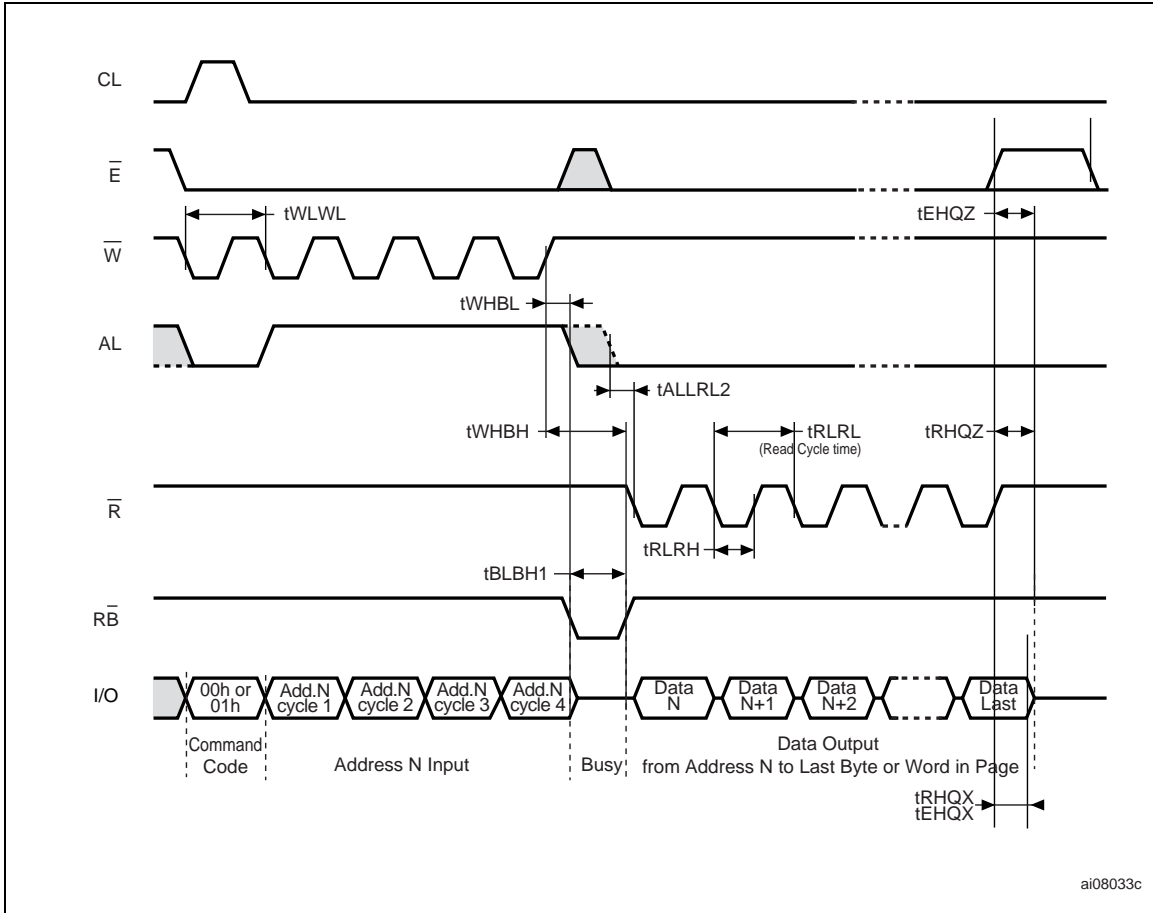 CL
E
tWLWL
tEHQZ
W
tWHBL
AL
tALLRL2
tWHBH
tRLRL
tRHQZ
(Read Cycle time)
R
tRLRH
tBLBH1
RB
I/O
00h or
01h
Add.N
cycle 1
Add.N
cycle 2
Add.N
cycle 3
Add.N
cycle 4
Data
N
Data
N+1
Data
N+2
Data
Last
Command
Code
Address N Input
Busy
Data Output
from Address N to Last Byte or Word in Page
tRHQX
tEHQX
ai08033c